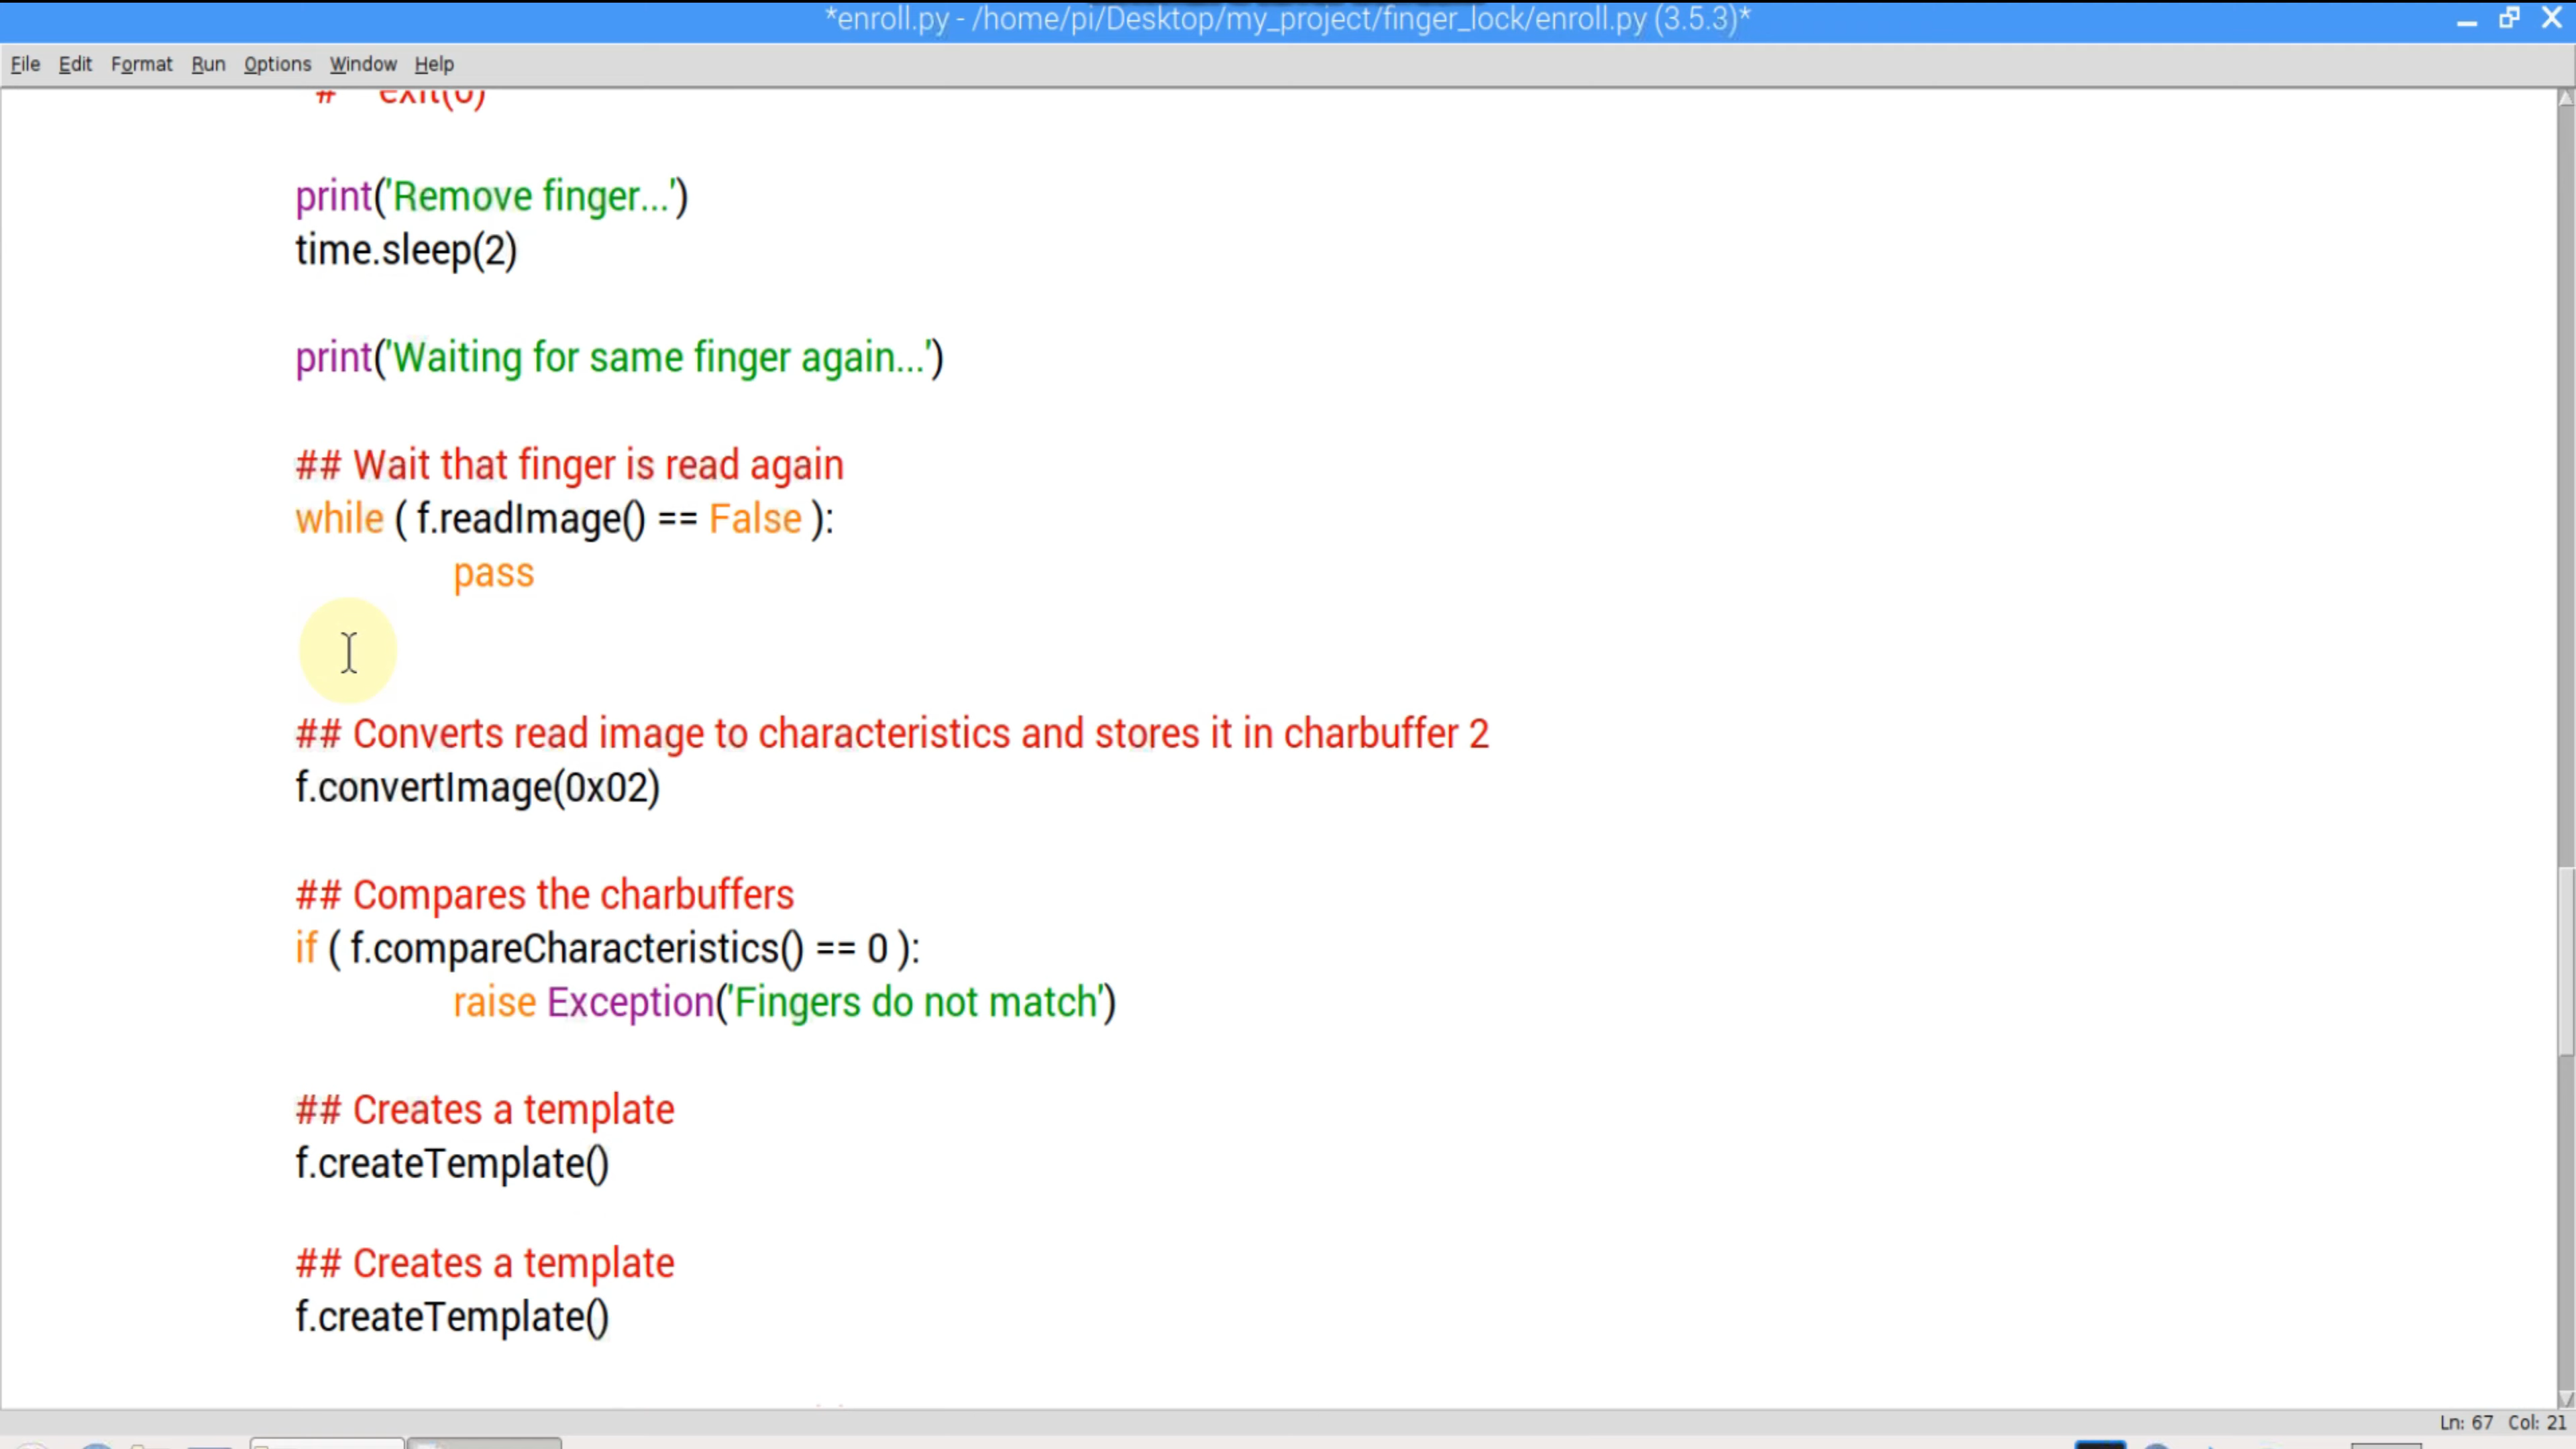 *enroll.py - /home/pi/Desktop/my_project/finger_lock/enroll.py (3.5.3)*
File Edit Format Run Options Window Help
# exit(0)
print('Remove finger...')
time.sleep(2)
print('Waiting for same finger again...')
## Wait that finger is read again
while ( f.readImage() == False ):
pass
## Converts read image to characteristics and stores it in charbuffer 2
f.convertImage(0x02)
## Compares the charbuffers
if ( f.compareCharacteristics() == 0 ):
raise Exception('Fingers do not match')
## Creates a template
f.createTemplate()
## Creates a template
f.createTemplate()
Ln: 67 Col: 21